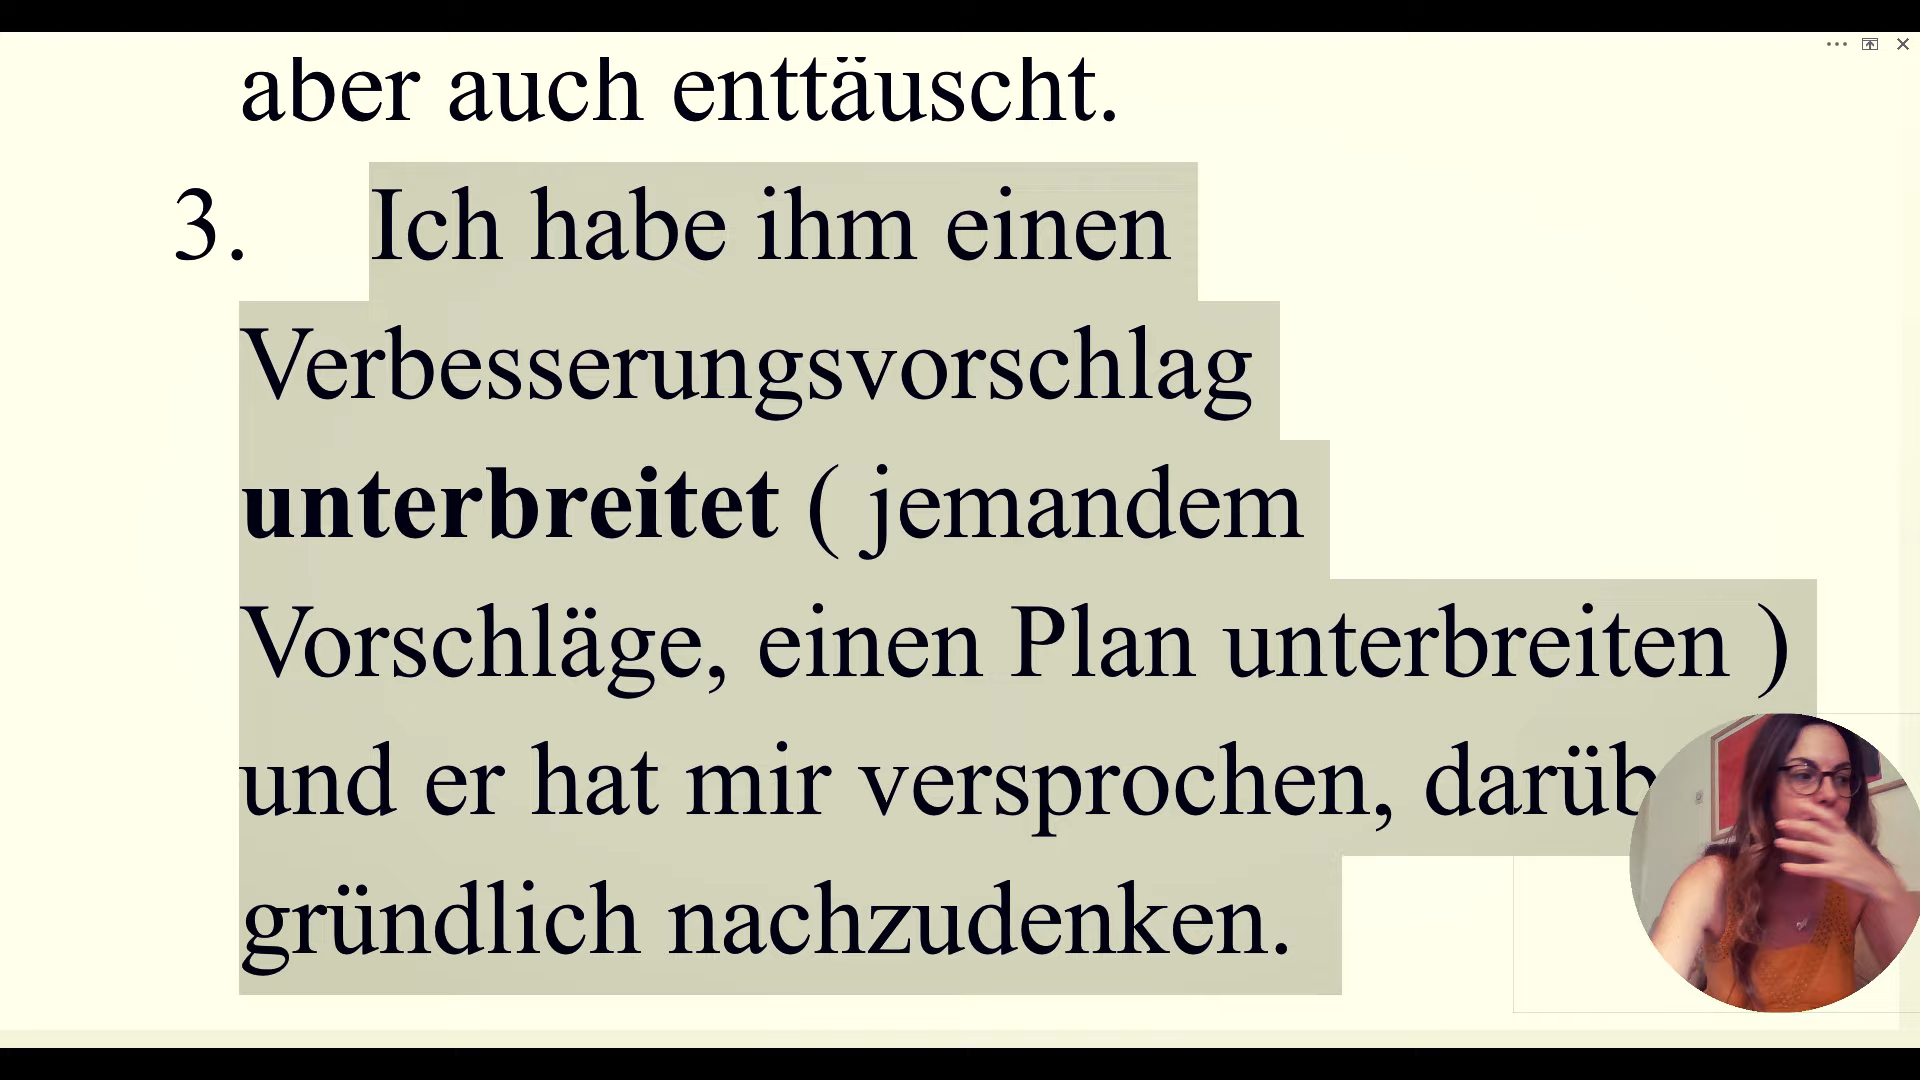 aber auch enttäuscht.
3. Ich habe ihm einen
Verbesserungsvorschlag
unterbreitet ( jemandem
Vorschläge, einen Plan unterbreiten )
und er hat mir versprochen,
gründlich nachzudenken.